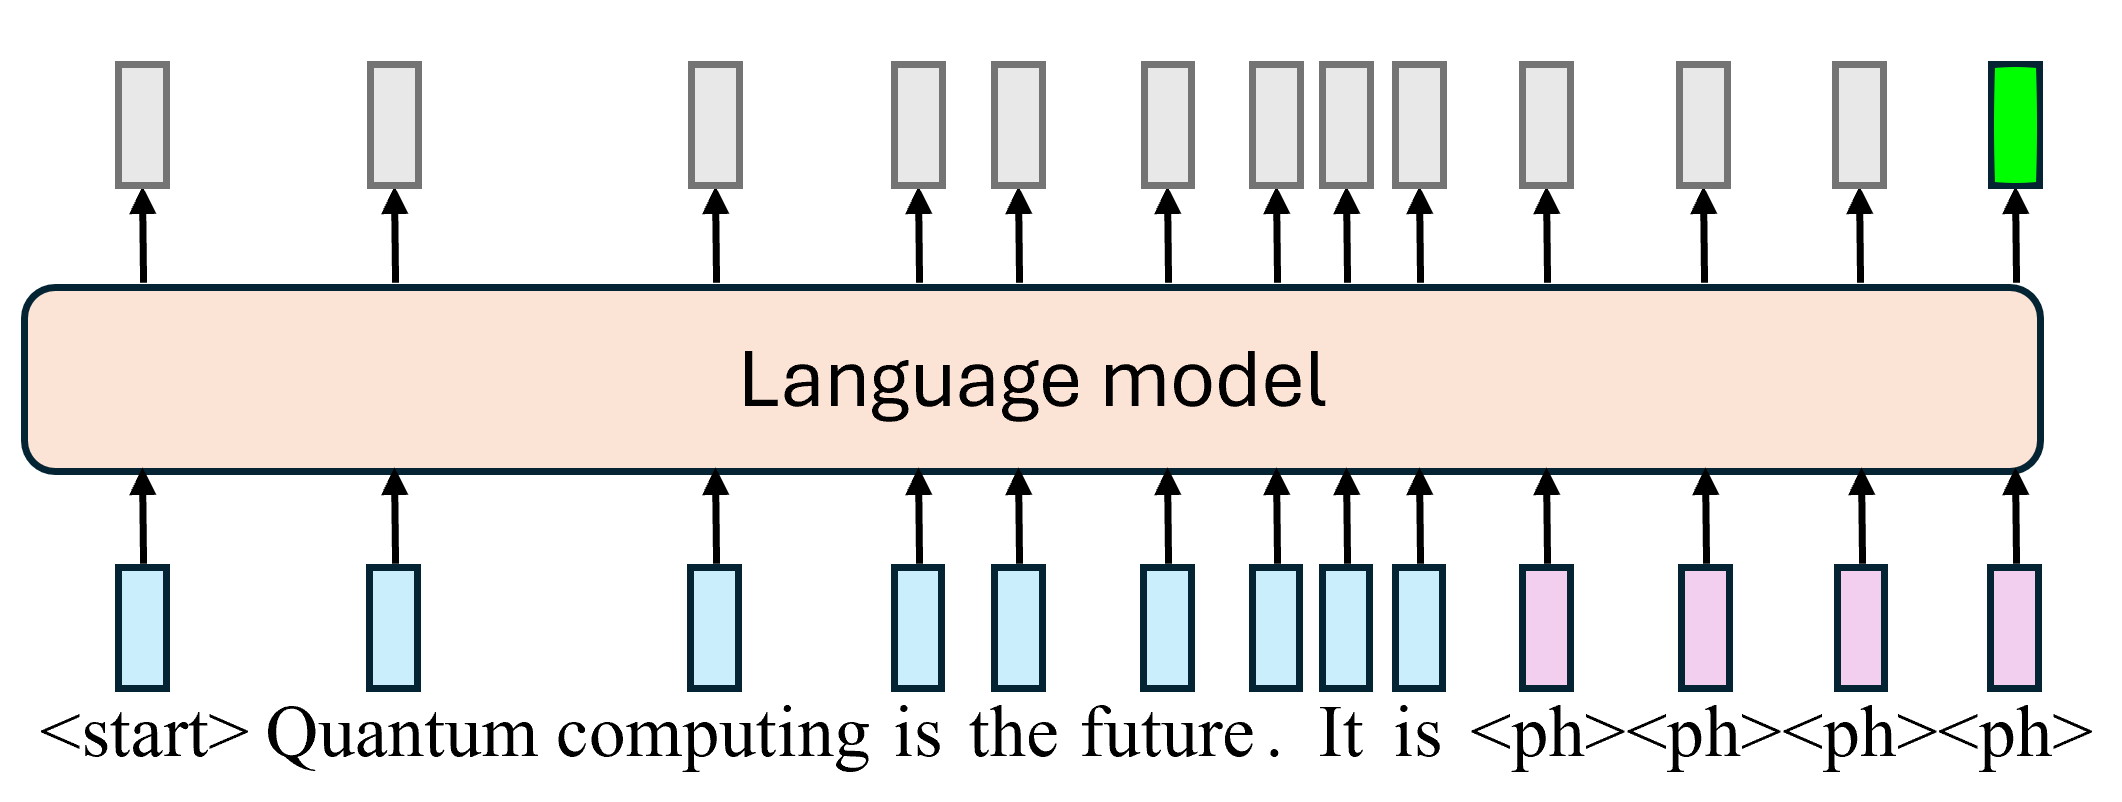 Language model
<start> Quantum computing is the future . It is <ph><ph><ph><ph>